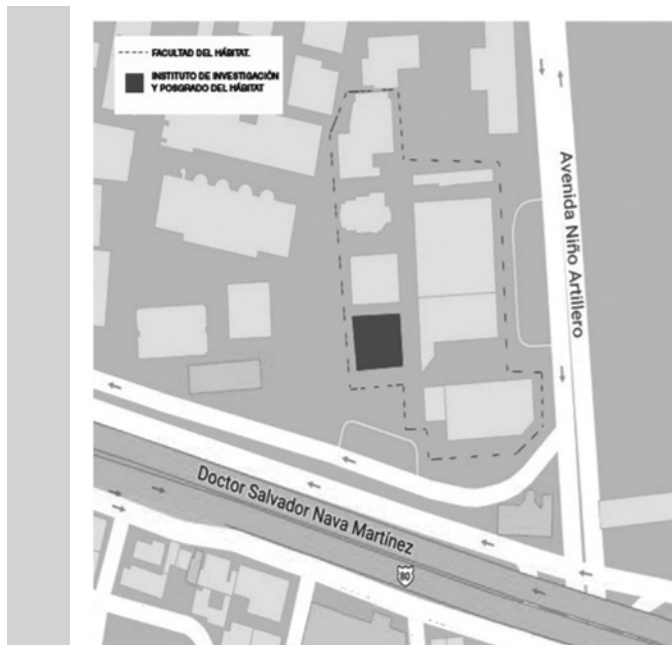 FACULTAD DEL HÁBITAT.
INSTITUTO DE INVESTIGACIÓN
Y POSGRADO DEL HÁBITAT
Avenida Niño Artillero
Doctor Salvador Nava Martínez
80